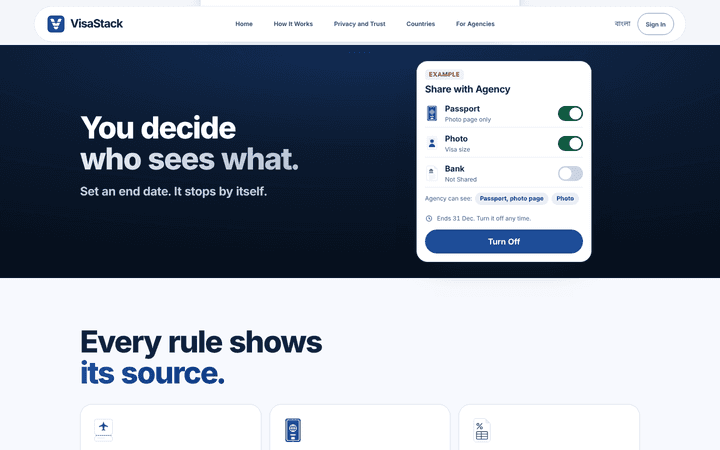 VisaStack
Home
How It Works
Privacy and Trust
Countries
For Agencies
বাংলা
Sign In
You decide
who sees what.
Set an end date. It stops by itself.
EXAMPLE
Share with Agency
Passport
Photo page only
Photo
Visa size
Bank
Not Shared
Agency can see: Passport, photo page Photo
Ends 31 Dec. Turn it off any time.
Turn Off
Every rule shows
its source.